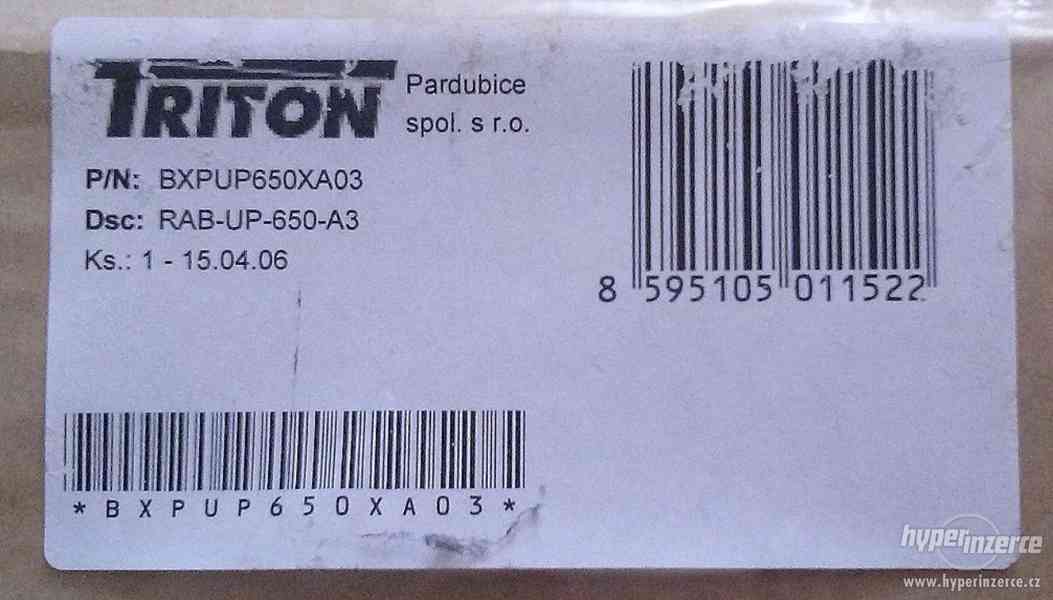 TRITON Pardubice
spol. s r.o.
P/N: BXPUP650XA03
Dsc: RAB-UP-650-A3
Ks.: 1 - 15.04.06
8 595105 011522
*BXPUP650XA03*
hyperinzerce
www.hyperinzerce.cz